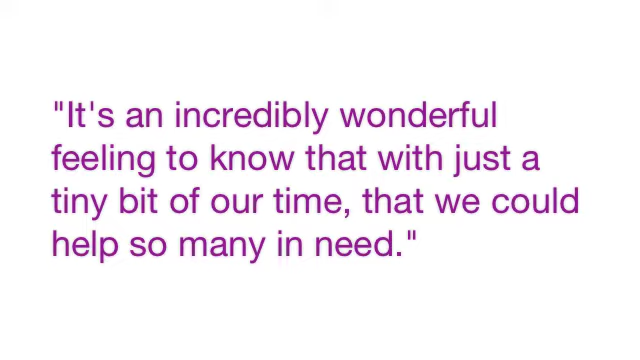 "It's an incredibly wonderful
feeling to know that with just a
tiny bit of our time, that we could
help so many in need."